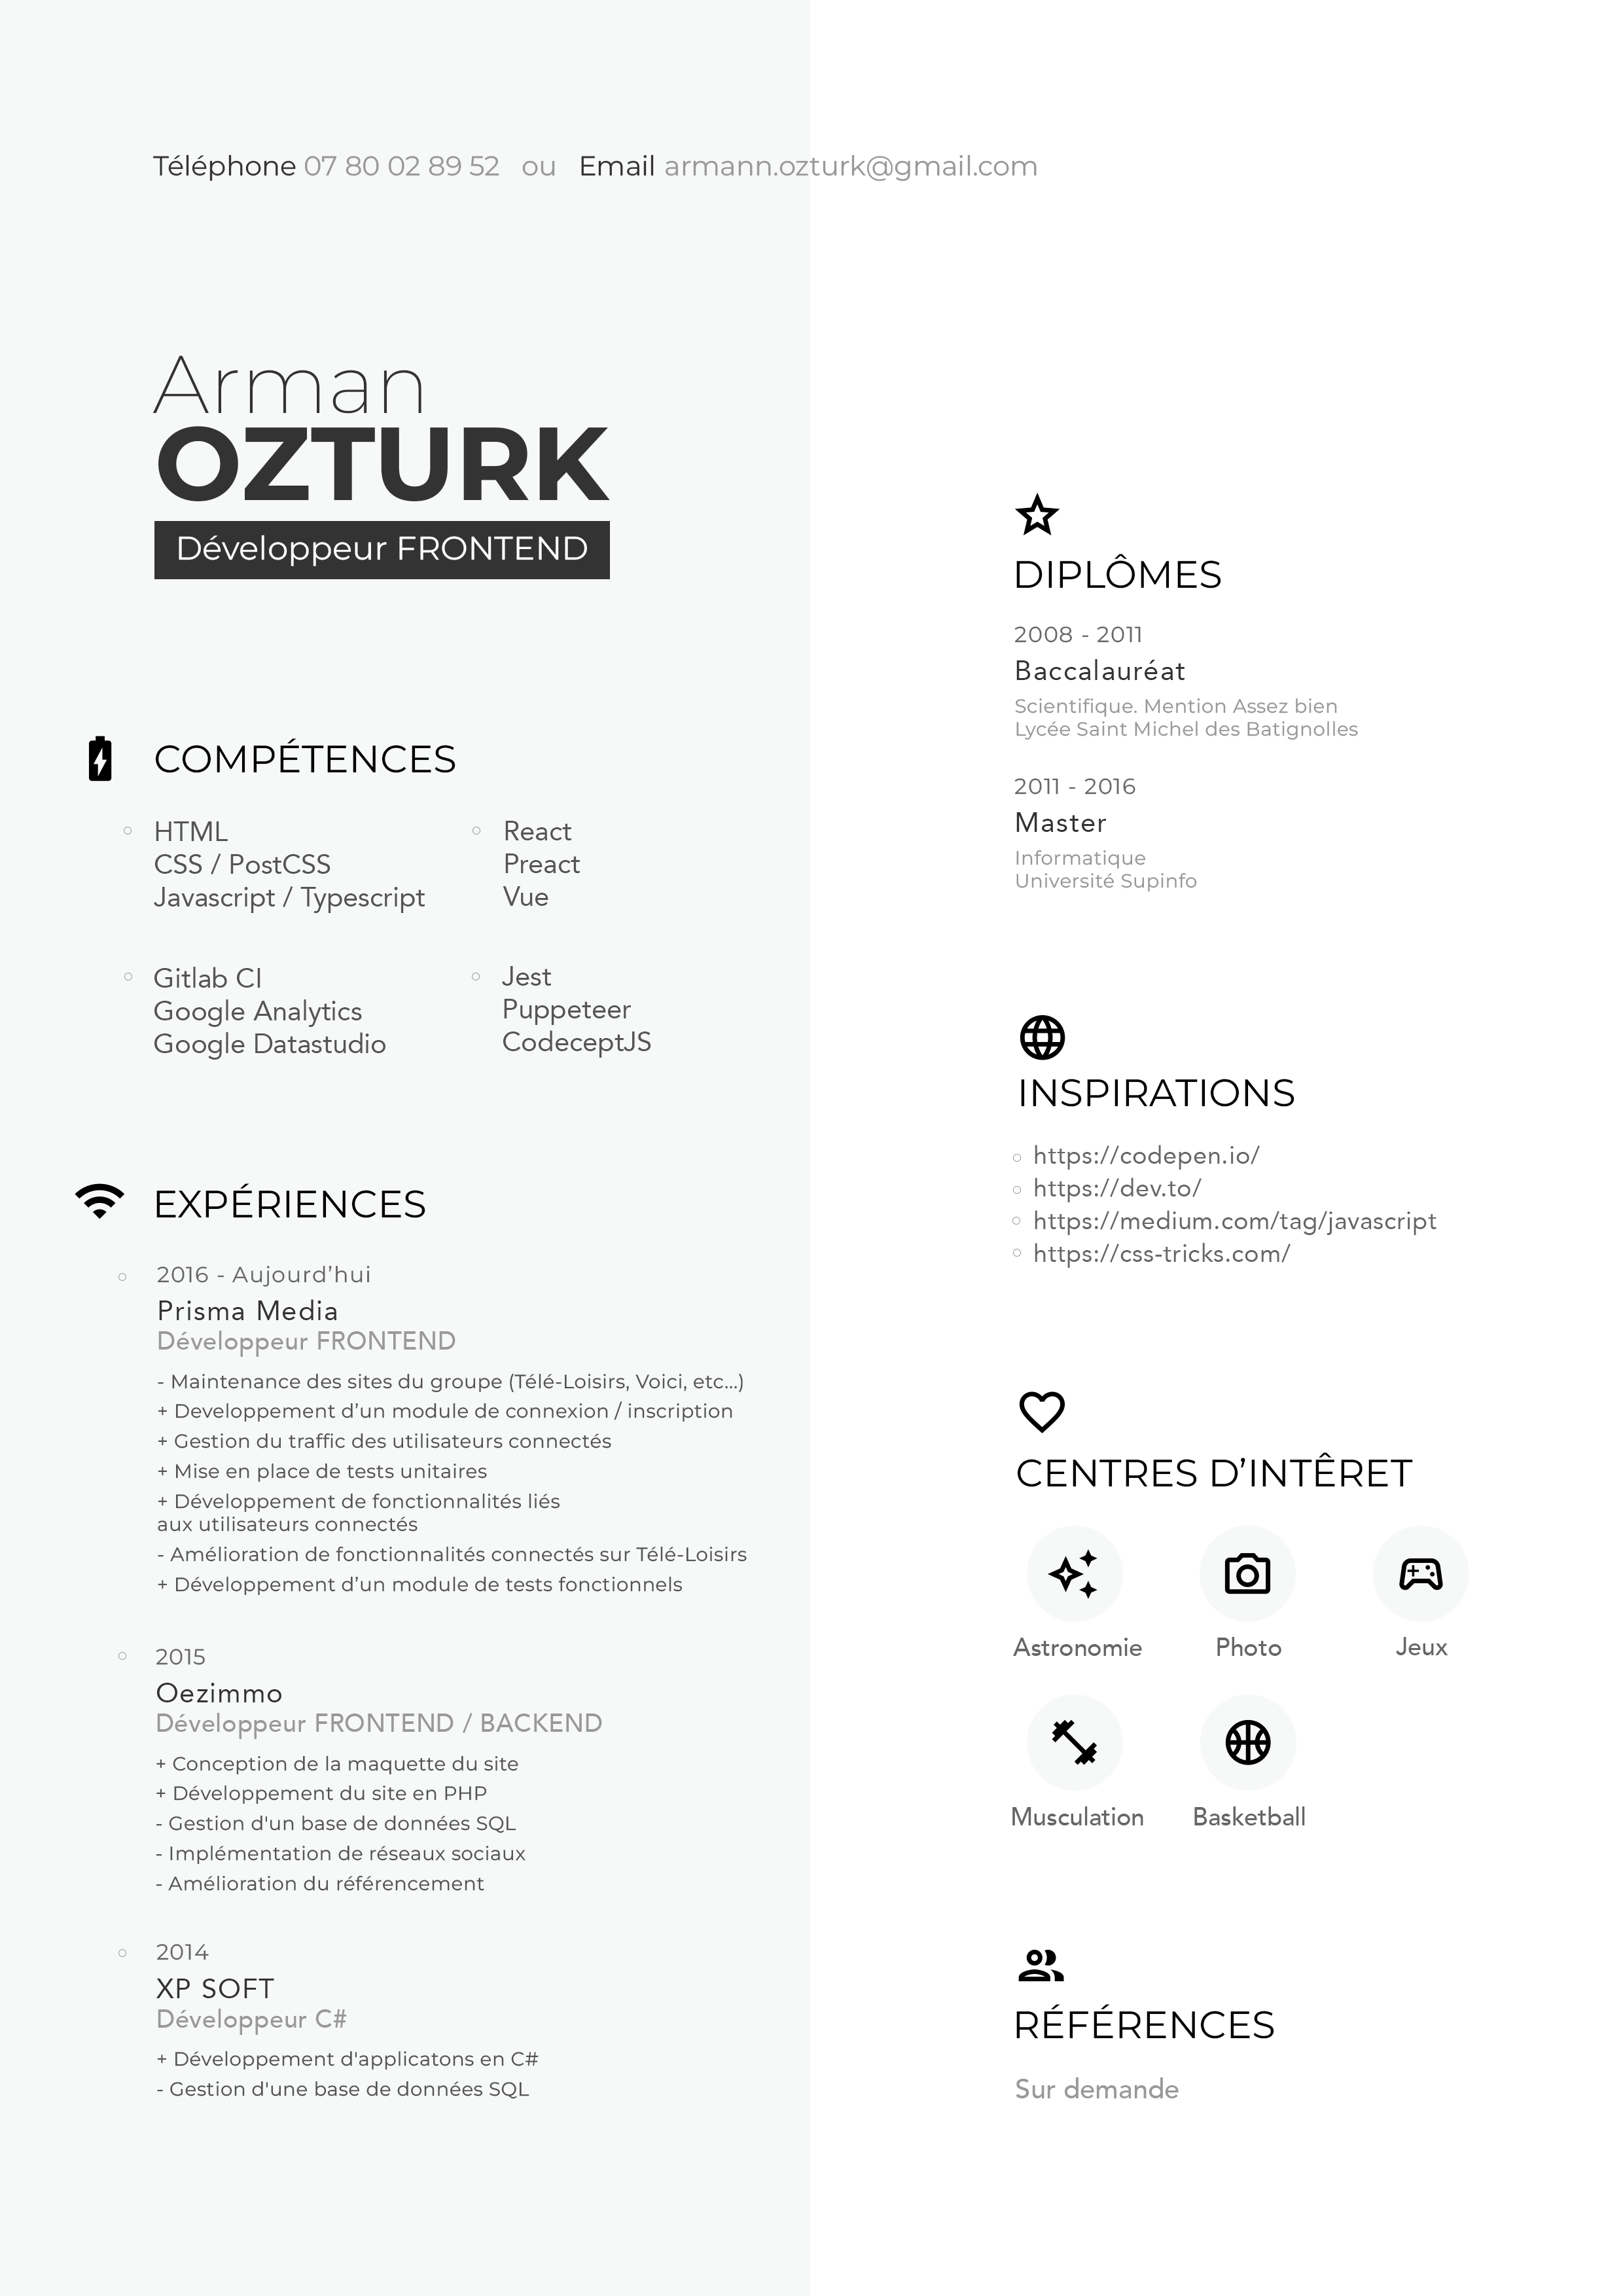 Téléphone 07 80 02 89 52 ou Email armann.ozturk@gmail.com
Arman
OZTURK
Développeur FRONTEND
COMPÉTENCES
HTML
CSS / PostCSS
Javascript / Typescript
React
Preact
Vue
Gitlab CI
Google Analytics
Google Datastudio
Jest
Puppeteer
CodeceptJS
EXPÉRIENCES
2016 - Aujourd’hui
Prisma Media
Développeur FRONTEND
- Maintenance des sites du groupe (Télé-Loisirs, Voici, etc...)
+ Developpement d’un module de connexion / inscription
+ Gestion du traffic des utilisateurs connectés
+ Mise en place de tests unitaires
+ Développement de fonctionnalités liés
aux utilisateurs connectés
- Amélioration de fonctionnalités connectés sur Télé-Loisirs
+ Développement d’un module de tests fonctionnels
2015
Oezimmo
Développeur FRONTEND / BACKEND
+ Conception de la maquette du site
+ Développement du site en PHP
- Gestion d'un base de données SQL
- Implémentation de réseaux sociaux
- Amélioration du référencement
2014
XP SOFT
Développeur C#
+ Développement d'applicatons en C#
- Gestion d'une base de données SQL
DIPLÔMES
2008 - 2011
Baccalauréat
Scientifique. Mention Assez bien
Lycée Saint Michel des Batignolles
2011 - 2016
Master
Informatique
Université Supinfo
INSPIRATIONS
https://codepen.io/
https://dev.to/
https://medium.com/tag/javascript
https://css-tricks.com/
CENTRES D’INTÊRET
Astronomie
Photo
Jeux
Musculation
Basketball
RÉFÉRENCES
Sur demande